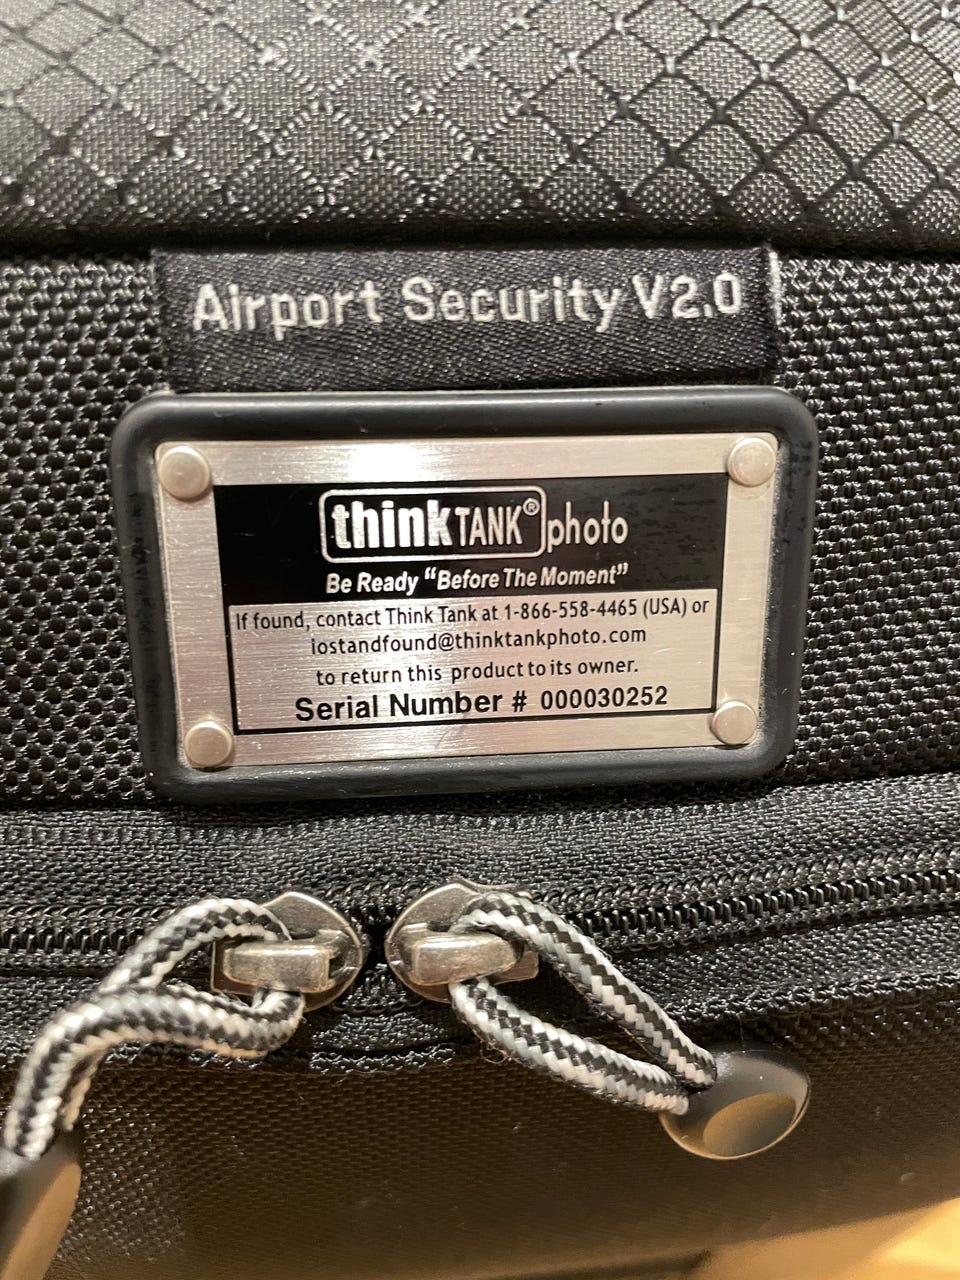 Airport Security V2.0
thinkTANK® photo
Be Ready “Before The Moment”
If found, contact Think Tank at 1-866-558-4465 (USA) or
lostandfound@thinktankphoto.com
to return this product to its owner.
Serial Number # 000030252